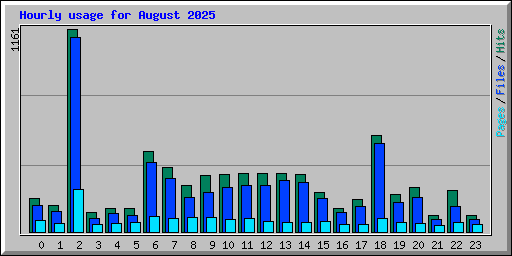 Hourly usage for August 2025
1161
Pages/Files/Hits
0 1 2 3 4 5 6 7 8 9 10 11 12 13 14 15 16 17 18 19 20 21 22 23